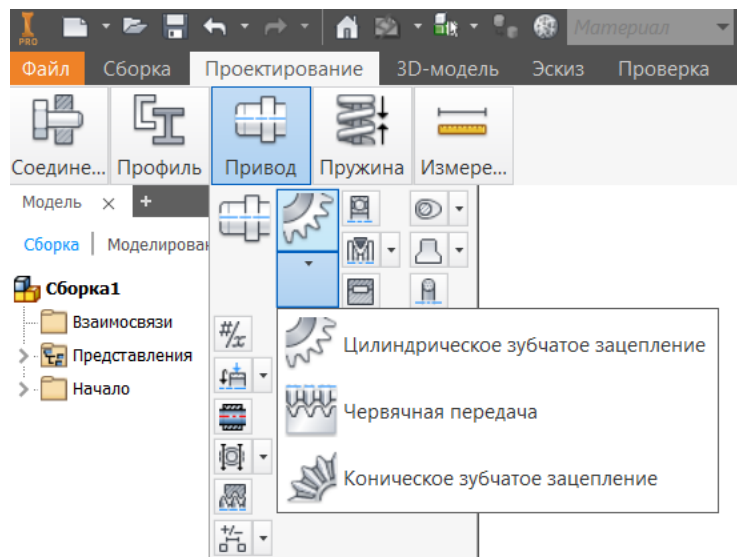 PRO
Материал
Файл Сборка Проектирование 3D-модель Эскиз Проверка
Соедине... Профиль Привод Пружина Измере...
Модель × +
Сборка | Моделирован
Сборка1
Взаимосвязи
Представления
Начало
#/x
+/–
Цилиндрическое зубчатое зацепление
Червячная передача
Коническое зубчатое зацепление